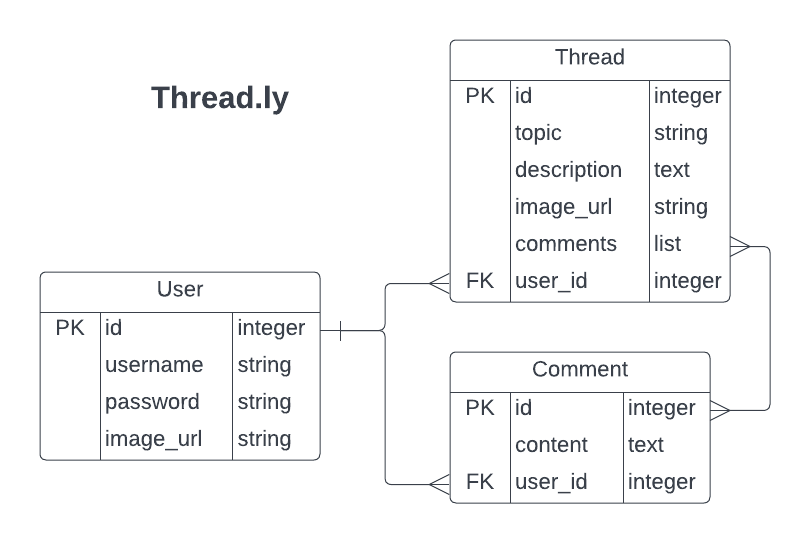 Thread.ly
Thread
PK id integer
topic string
description text
image_url string
comments list
FK user_id integer
User
PK id integer
username string
password string
image_url string
Comment
PK id integer
content text
FK user_id integer